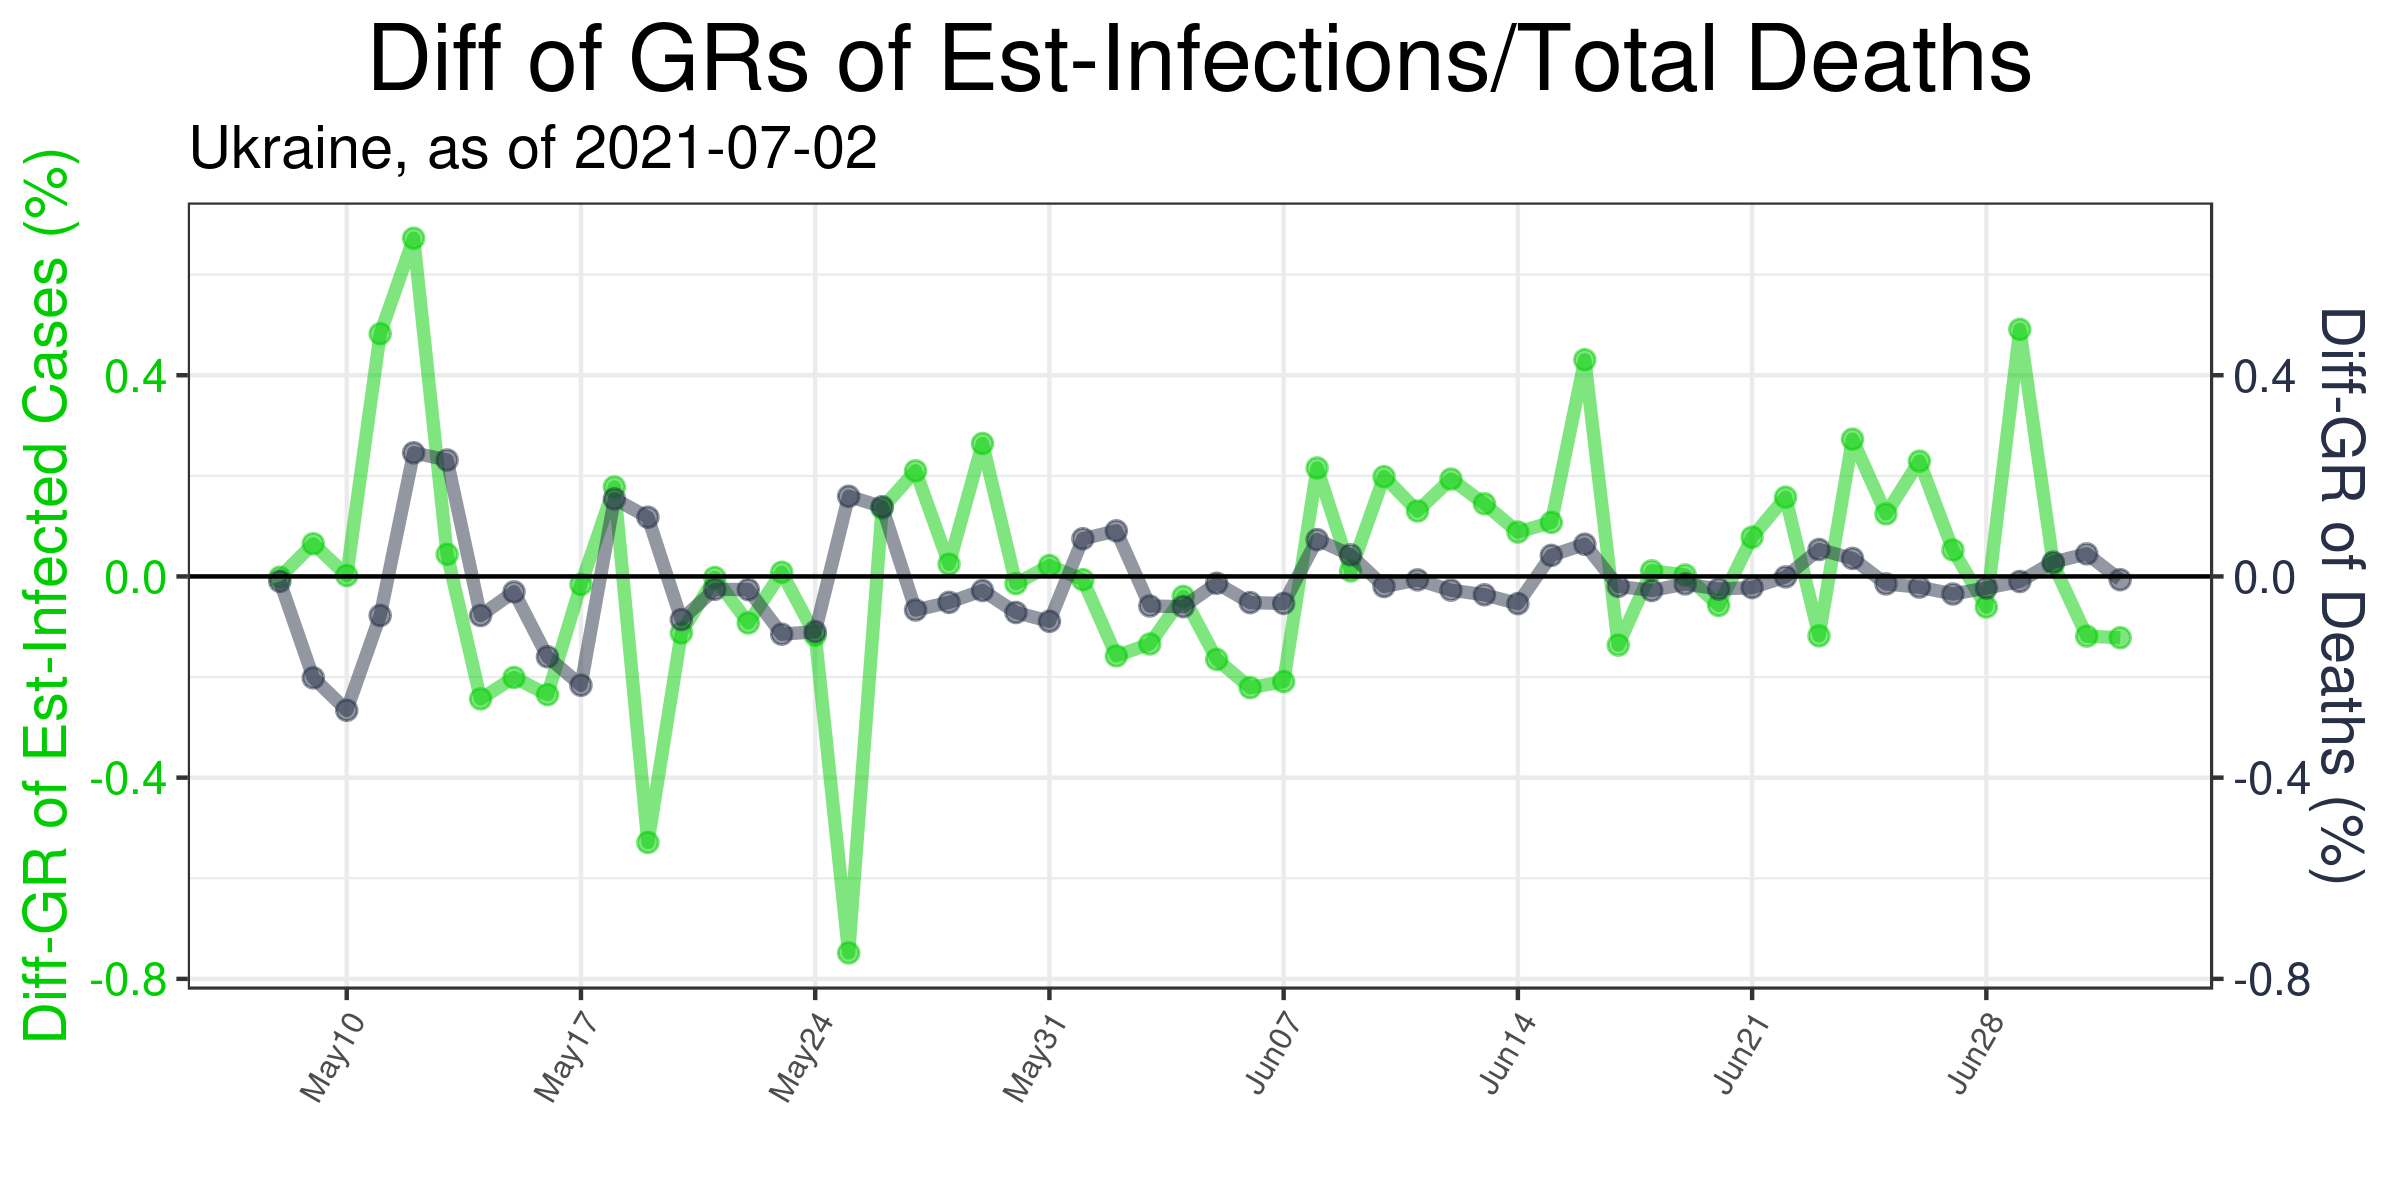 Diff of GRs of Est-Infections/Total Deaths
Ukraine, as of 2021-07-02
Diff-GR of Est-Infected Cases (%)
0.4
0.0
-0.4
-0.8
0.4
0.0
-0.4
-0.8
Diff-GR of Deaths (%)
May10
May17
May24
May31
Jun07
Jun14
Jun21
Jun28